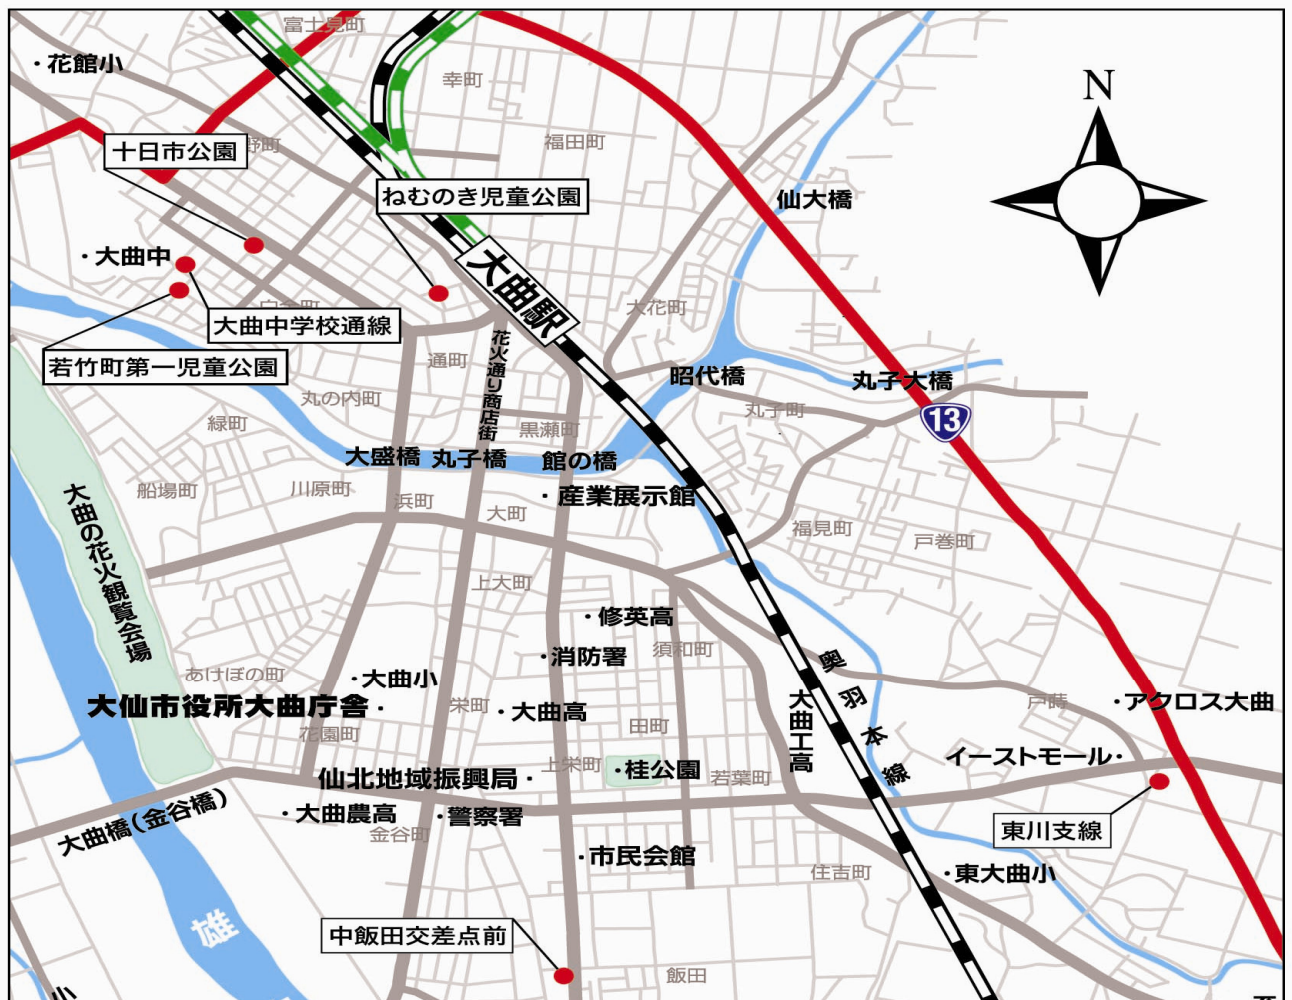 富士見町
花館小
幸町
N
十日市公園
野町
福田町
ねむのき児童公園
仙大橋
大曲中
大曲駅
大花町
大曲中学校通線
花火通り商店街
若竹町第一児童公園
通町
昭代橋
丸子大橋
丸の内町
丸子町
13
緑町
黒瀬町
大盛橋
丸子橋
館の橋
船場町
川原町
浜町
産業展示館
大町
福見町
戸巻町
大曲の花火観覧会場
上大町
修英高
消防署
須和町
奥羽本線
あけぼの町
大曲小
大仙市役所大曲庁舎
栄町
大曲高
大曲工高
戸蒔
アクロス大曲
花園町
田町
イーストモール
仙北地域振興局
上栄町
桂公園
若葉町
大曲橋(金谷橋)
大曲農高
警察署
金谷町
東川支線
市民会館
住吉町
東大曲小
雄
中飯田交差点前
飯田